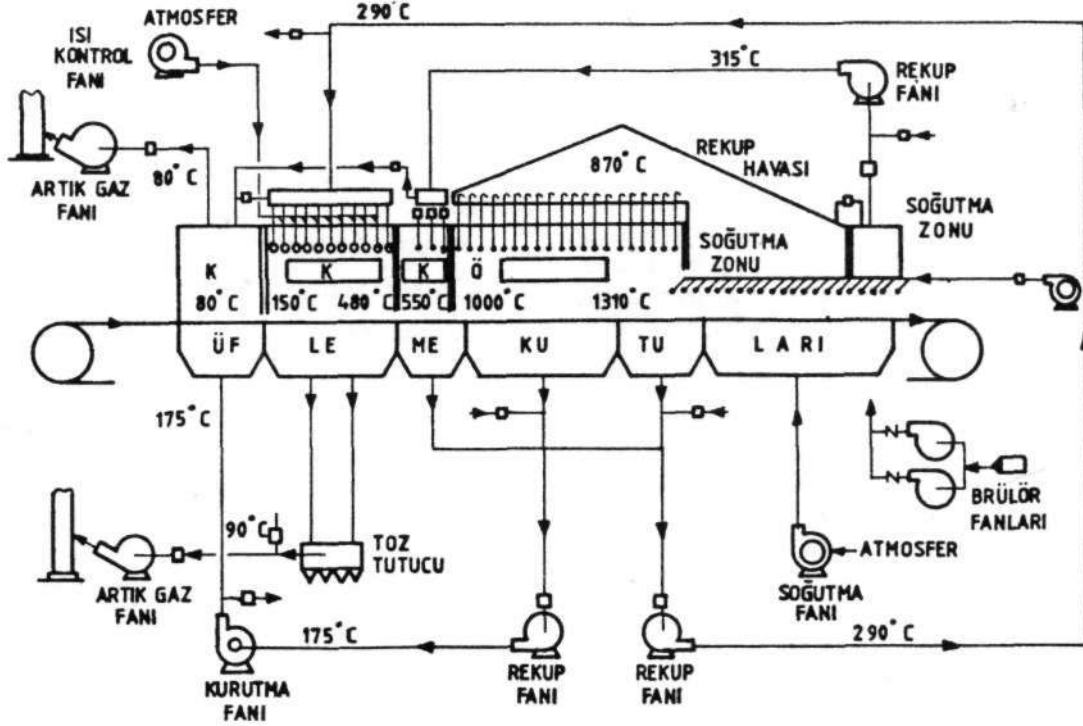 290°C
ATMOSFER
ISI
KONTROL
FANI
315°C
REKUP
FANI
REKUP
HAVASI
870°C
80°C
ARTIK GAZ
FANI
SOĞUTMA
ZONU
SOĞUTMA
ZONU
K
K
K
Ö
80°C
150°C
480°C
550°C
1000°C
1310°C
ÜF
LE
ME
KU
TU
LARI
175°C
BRÜLÖR
FANLARI
90°C
TOZ
TUTUCU
ATMOSFER
SOĞUTMA
FANI
ARTIK GAZ
FANI
175°C
290°C
KURUTMA
FANI
REKUP
FANI
REKUP
FANI